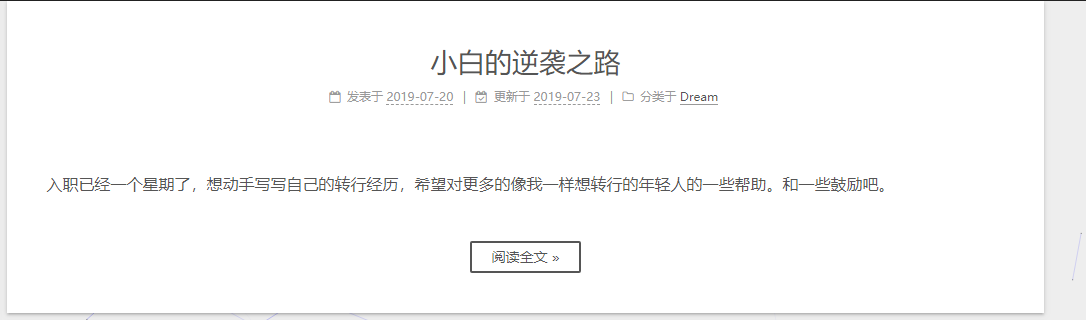 小白的逆袭之路
发表于 2019-07-20 | 更新于 2019-07-23 | 分类于 Dream
入职已经一个星期了，想动手写写自己的转行经历，希望对更多的像我一样想转行的年轻人的一些帮助。和一些鼓励吧。
阅读全文 »